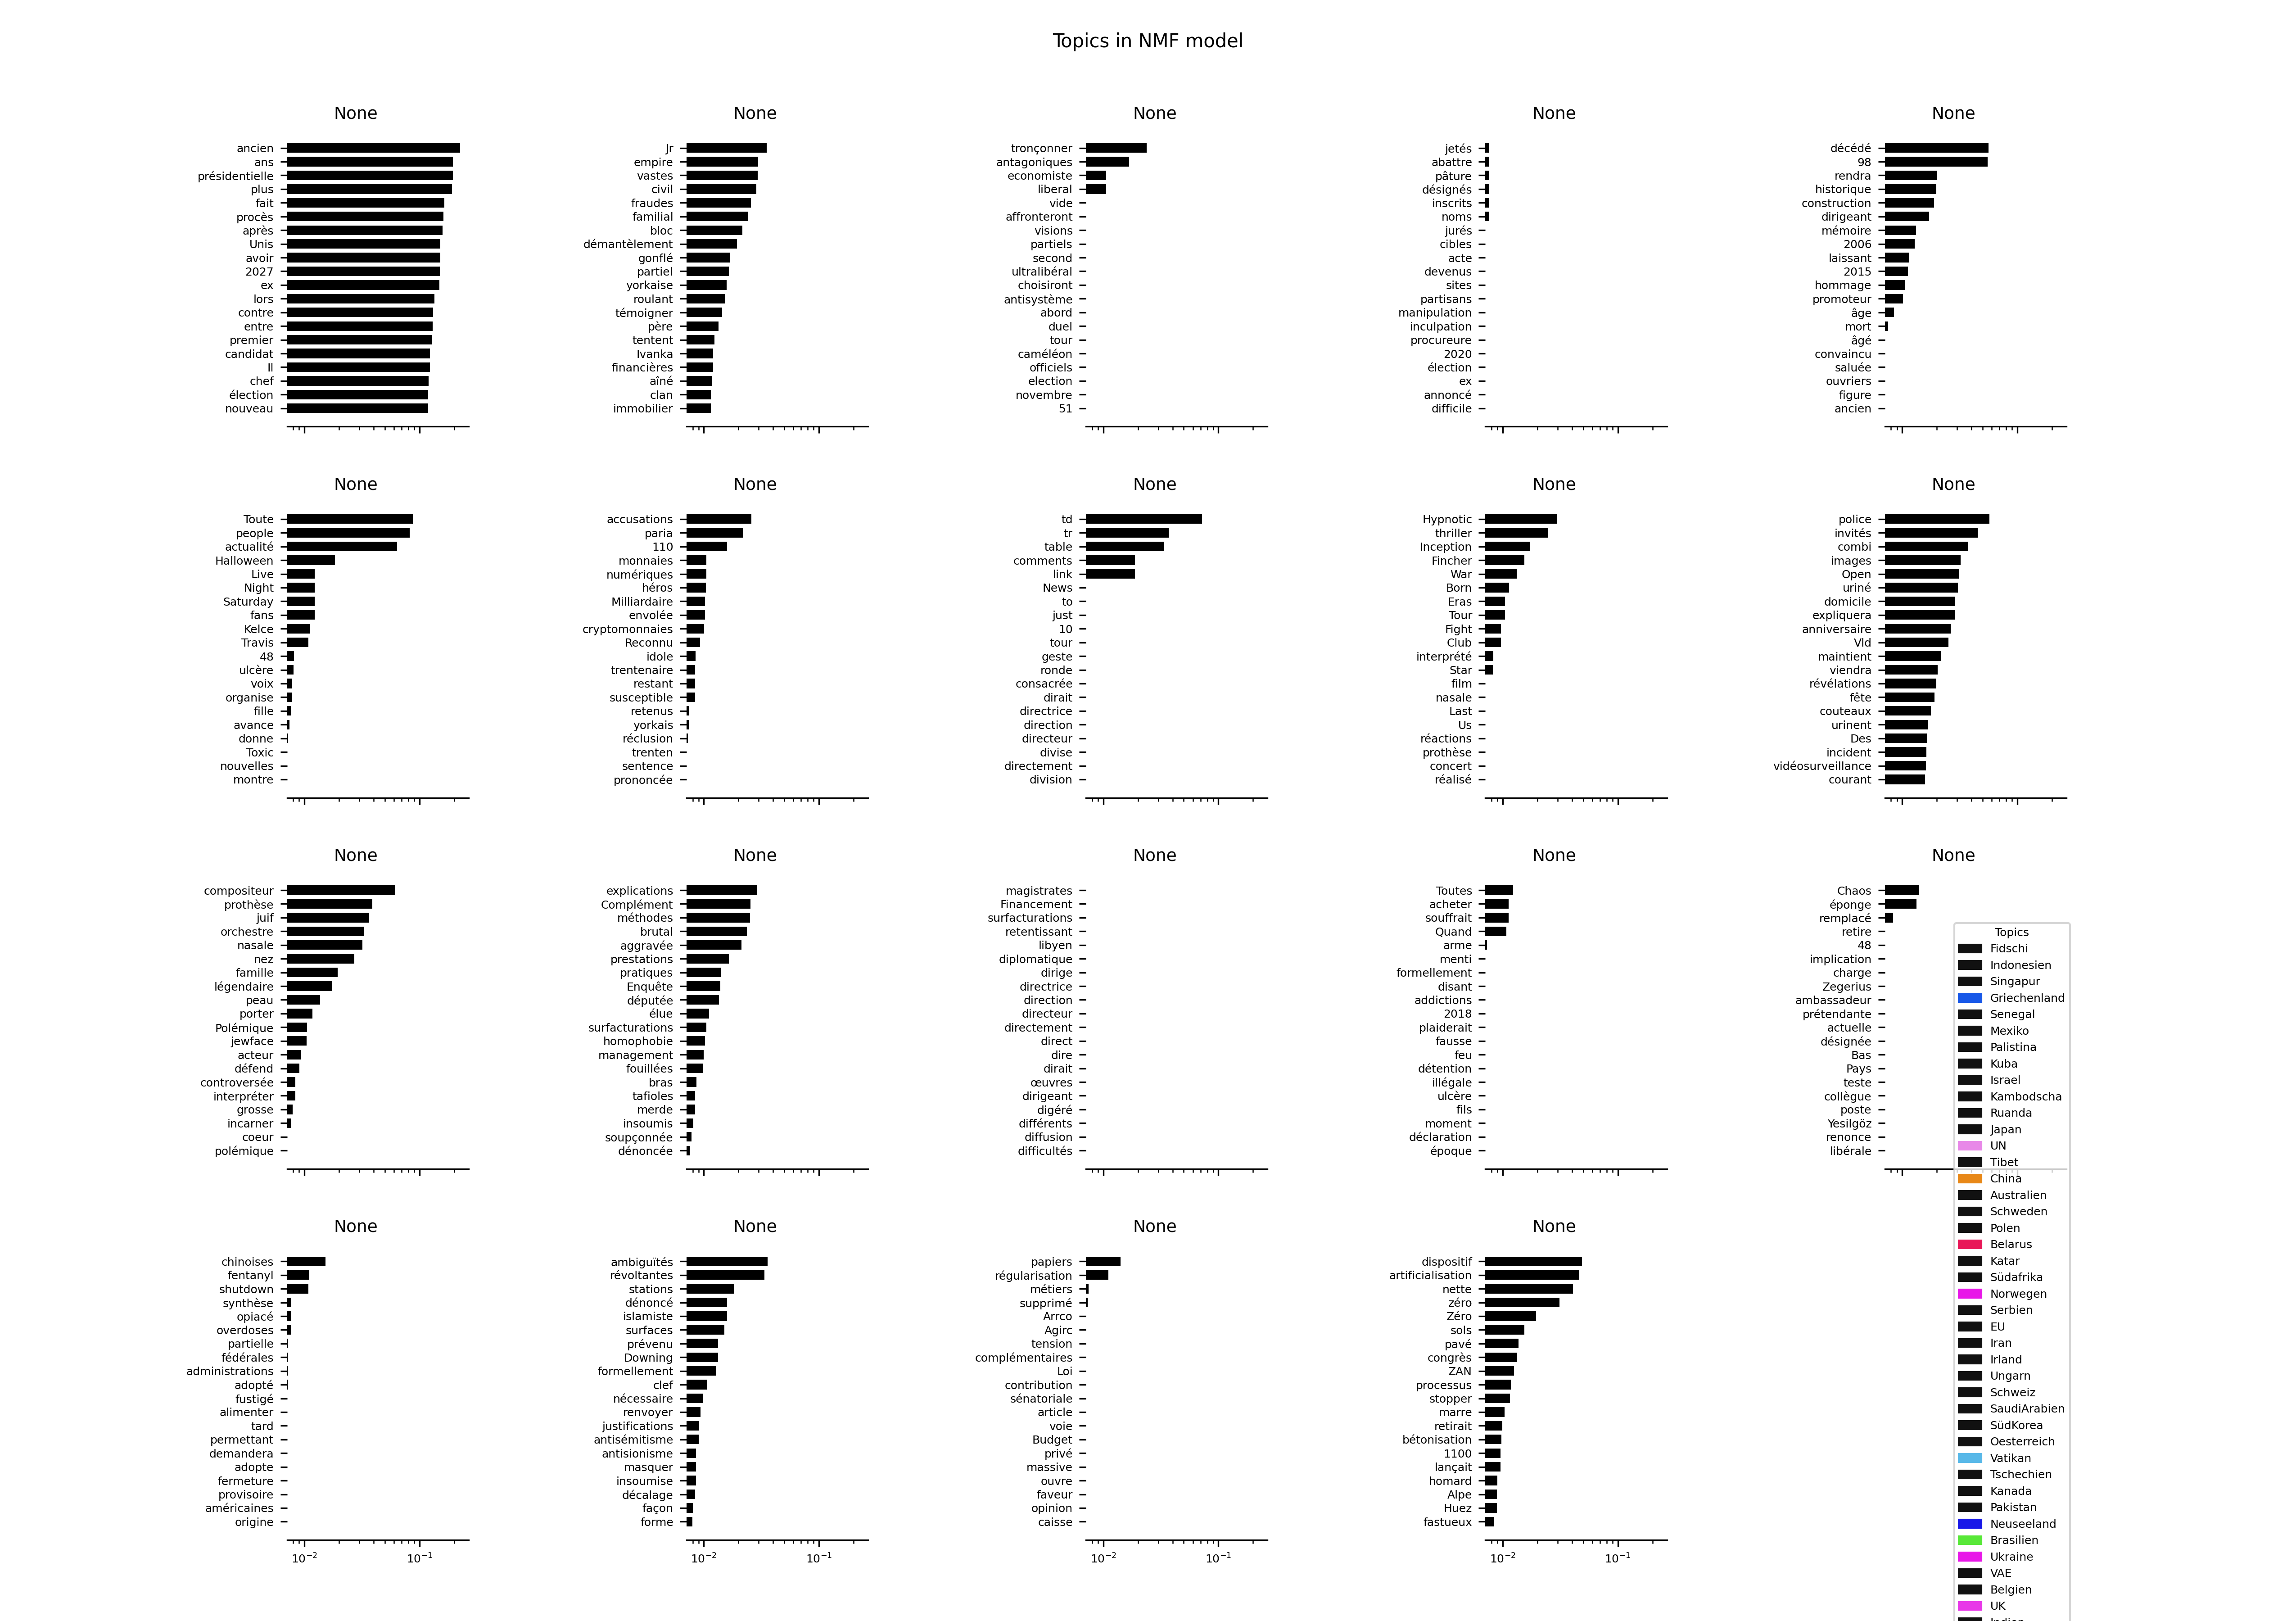 Topics in NMF model
None
ancien
ans
présidentielle
plus
fait
procès
après
Unis
avoir
2027
ex
lors
contre
entre
premier
candidat
Il
chef
élection
nouveau
None
Jr
empire
vastes
civil
fraudes
familial
bloc
démantèlement
gonflé
partiel
yorkaise
roulant
témoigner
père
tentent
Ivanka
financières
aîné
clan
immobilier
None
tronçonner
antagoniques
economiste
liberal
vide
affronteront
visions
partiels
second
ultralibéral
choisiront
antisystème
abord
duel
tour
caméléon
officiels
election
novembre
51
None
jetés
abattre
pâture
désignés
inscrits
noms
jurés
cibles
acte
devenus
sites
partisans
manipulation
inculpation
procureure
2020
élection
ex
annoncé
difficile
None
décédé
98
rendra
historique
construction
dirigeant
mémoire
2006
laissant
2015
hommage
promoteur
âge
mort
âgé
convaincu
saluée
ouvriers
figure
ancien
None
Toute
people
actualité
Halloween
Live
Night
Saturday
fans
Kelce
Travis
48
ulcère
voix
organise
fille
avance
donne
Toxic
nouvelles
montre
None
accusations
paria
110
monnaies
numériques
héros
Milliardaire
envolée
cryptomonnaies
Reconnu
idole
trentenaire
restant
susceptible
retenus
yorkais
réclusion
trenten
sentence
prononcée
None
td
tr
table
comments
link
News
to
just
10
tour
geste
ronde
consacrée
dirait
directrice
direction
directeur
divise
directement
division
None
Hypnotic
thriller
Inception
Fincher
War
Born
Eras
Tour
Fight
Club
interprété
Star
film
nasale
Last
Us
réactions
prothèse
concert
réalisé
None
police
invités
combi
images
Open
uriné
domicile
expliquera
anniversaire
Vld
maintient
viendra
révélations
fête
couteaux
urinent
Des
incident
vidéosurveillance
courant
None
compositeur
prothèse
juif
orchestre
nasale
nez
famille
légendaire
peau
porter
Polémique
jewface
acteur
défend
controversée
interpréter
grosse
incarner
coeur
polémique
None
explications
Complément
méthodes
brutal
aggravée
prestations
pratiques
Enquête
députée
élue
surfacturations
homophobie
management
fouillées
bras
tafioles
merde
insoumis
soupçonnée
dénoncée
None
magistrates
Financement
surfacturations
retentissant
libyen
diplomatique
dirige
directrice
direction
directeur
directement
direct
dire
dirait
œuvres
dirigeant
digéré
différents
diffusion
difficultés
None
Toutes
acheter
souffrait
Quand
arme
menti
formellement
disant
addictions
2018
plaiderait
fausse
feu
détention
illégale
ulcère
fils
moment
déclaration
époque
None
Chaos
éponge
remplacé
retire
48
implication
charge
Zegerius
ambassadeur
prétendante
actuelle
désignée
Bas
Pays
teste
collègue
poste
Yesilgöz
renonce
libérale
None
chinoises
fentanyl
shutdown
synthèse
opiacé
overdoses
partielle
fédérales
administrations
adopté
fustigé
alimenter
tard
permettant
demandera
adopte
fermeture
provisoire
américaines
origine
10⁻² 10⁻¹
None
ambiguïtés
révoltantes
stations
dénoncé
islamiste
surfaces
prévenu
Downing
formellement
clef
nécessaire
renvoyer
justifications
antisémitisme
antisionisme
masquer
insoumise
décalage
façon
forme
10⁻² 10⁻¹
None
papiers
régularisation
métiers
supprimé
Arrco
Agirc
tension
complémentaires
Loi
contribution
sénatoriale
article
voie
Budget
privé
massive
ouvre
faveur
opinion
caisse
10⁻² 10⁻¹
None
dispositif
artificialisation
nette
zéro
Zéro
sols
pavé
congrès
ZAN
processus
stopper
marre
retirait
bétonisation
1100
lançait
homard
Alpe
Huez
fastueux
10⁻² 10⁻¹
Topics
Fidschi
Indonesien
Singapur
Griechenland
Senegal
Mexiko
Palistina
Kuba
Israel
Kambodscha
Ruanda
Japan
UN
Tibet
China
Australien
Schweden
Polen
Belarus
Katar
Südafrika
Norwegen
Serbien
EU
Iran
Irland
Ungarn
Schweiz
SaudiArabien
SüdKorea
Oesterreich
Vatikan
Tschechien
Kanada
Pakistan
Neuseeland
Brasilien
Ukraine
VAE
Belgien
UK